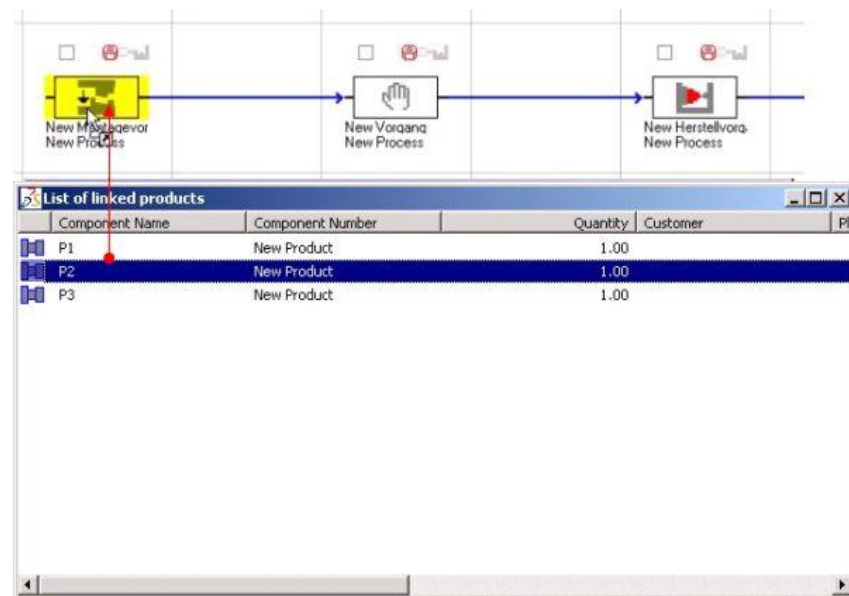 New Montagevor
New Process
New Vorgang
New Process
New Herstellvorg.
New Process
List of linked products
Component Name Component Number Quantity Customer Pl
P1 New Product 1.00
P2 New Product 1.00
P3 New Product 1.00